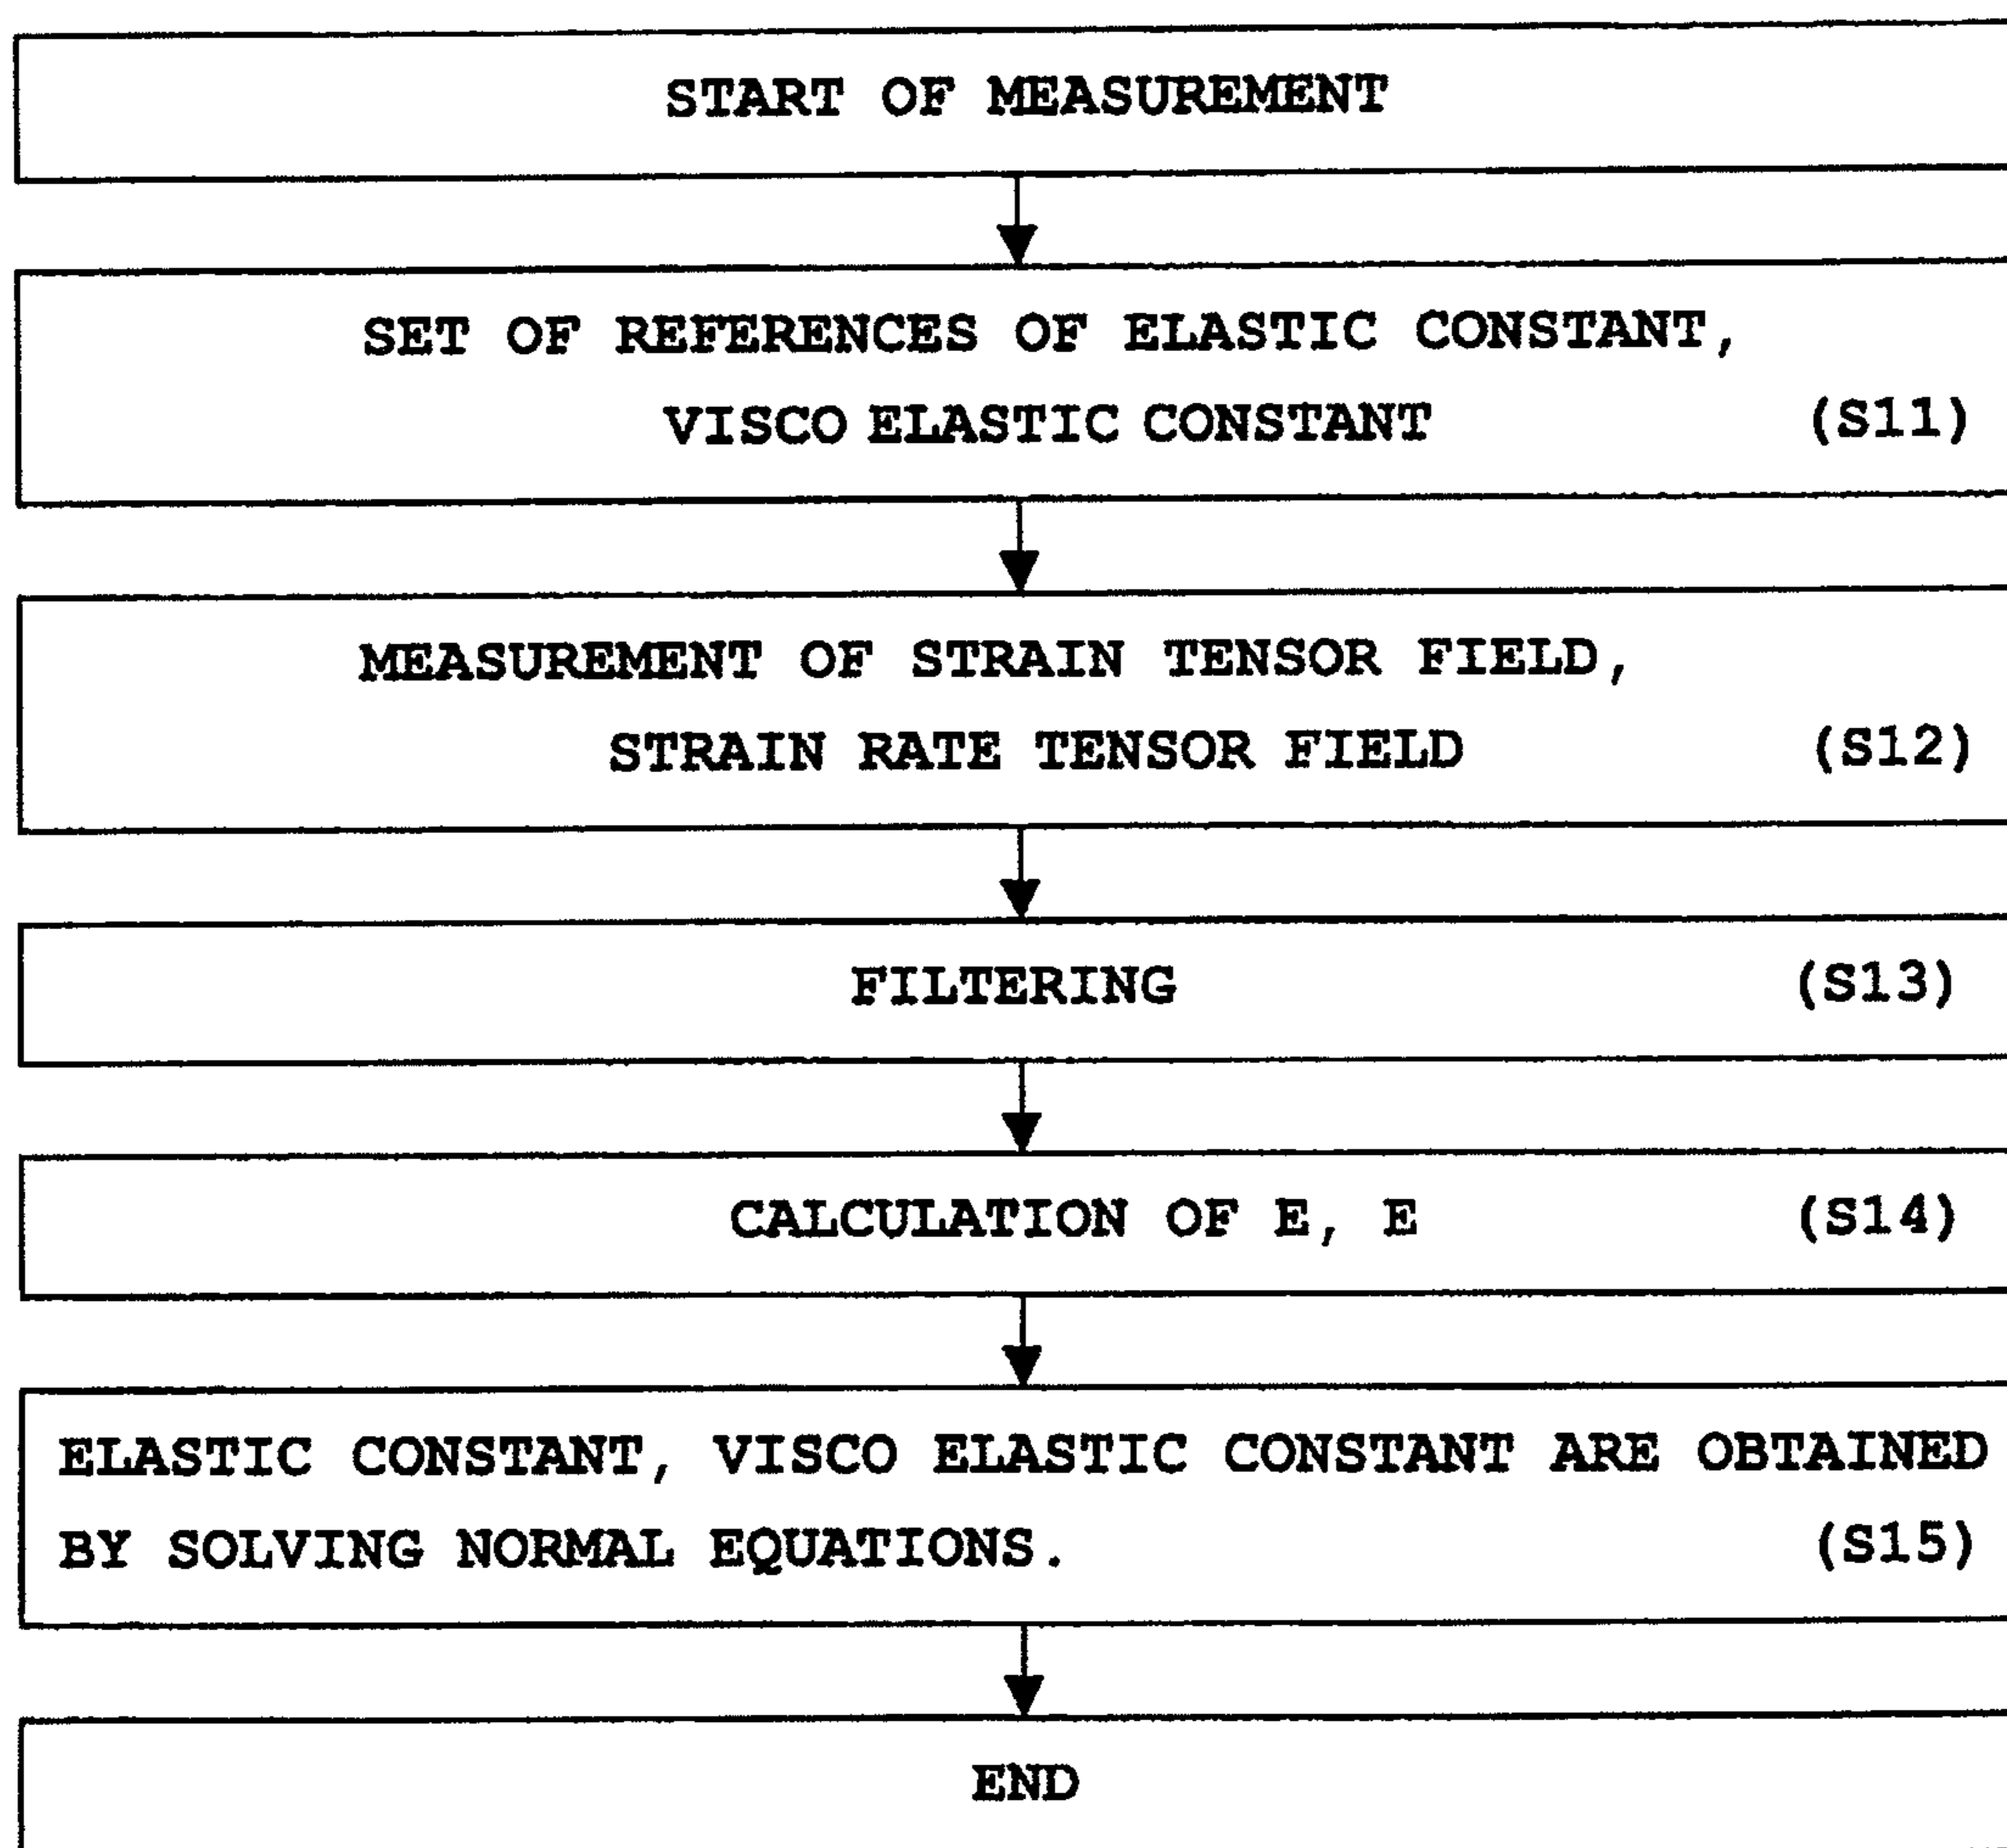 START OF MEASUREMENT
SET OF REFERENCES OF ELASTIC CONSTANT,
VISCO ELASTIC CONSTANT (S11)
MEASUREMENT OF STRAIN TENSOR FIELD,
STRAIN RATE TENSOR FIELD (S12)
FILTERING (S13)
CALCULATION OF E, E (S14)
ELASTIC CONSTANT, VISCO ELASTIC CONSTANT ARE OBTAINED
BY SOLVING NORMAL EQUATIONS. (S15)
END